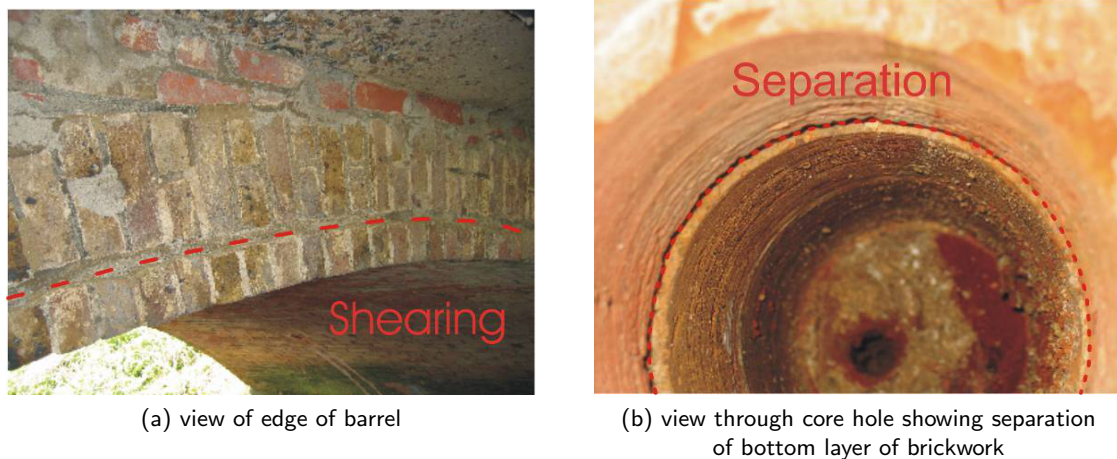 Shearing
Separation
(a) view of edge of barrel
(b) view through core hole showing separation
of bottom layer of brickwork